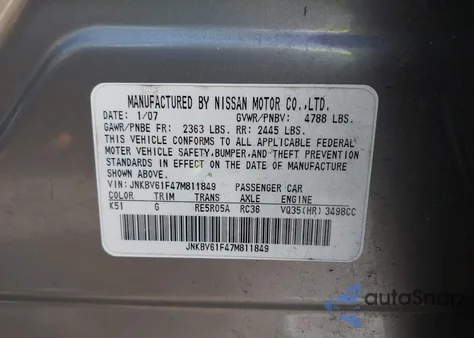 MANUFACTURED BY NISSAN MOTOR CO.,LTD.
DATE: 1/07 GVWR/PNBV: 4788 LBS.
GAWR/PNBE FR: 2363 LBS. RR: 2445 LBS.
THIS VEHICLE CONFORMS TO ALL APPLICABLE FEDERAL
MOTOR VEHICLE SAFETY, BUMPER, AND THEFT PREVENTION
STANDARDS IN EFFECT ON THE DATE OF MANUFACTURE
SHOWN ABOVE.
VIN: JNKBV61F47M811849 PASSENGER CAR
COLOR TRIM TRANS AXLE ENGINE
K51 G RE5R05A RC36 VQ35(HR) 3498CC
JNKBV61F47M811849
autoSnap